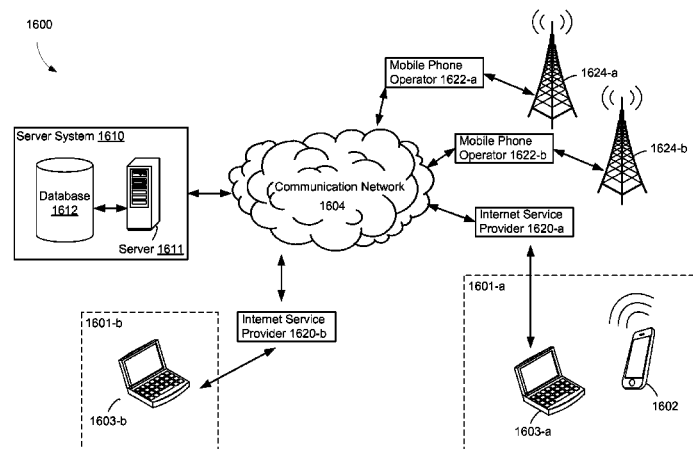 1600
Mobile Phone
Operator 1622-a
1624-a
Mobile Phone
Operator 1622-b
1624-b
Server System 1610
Database
1612
Server 1611
Communication Network
1604
Internet Service
Provider 1620-a
1601-a
1601-b
Internet Service
Provider 1620-b
1603-b
1603-a
1602